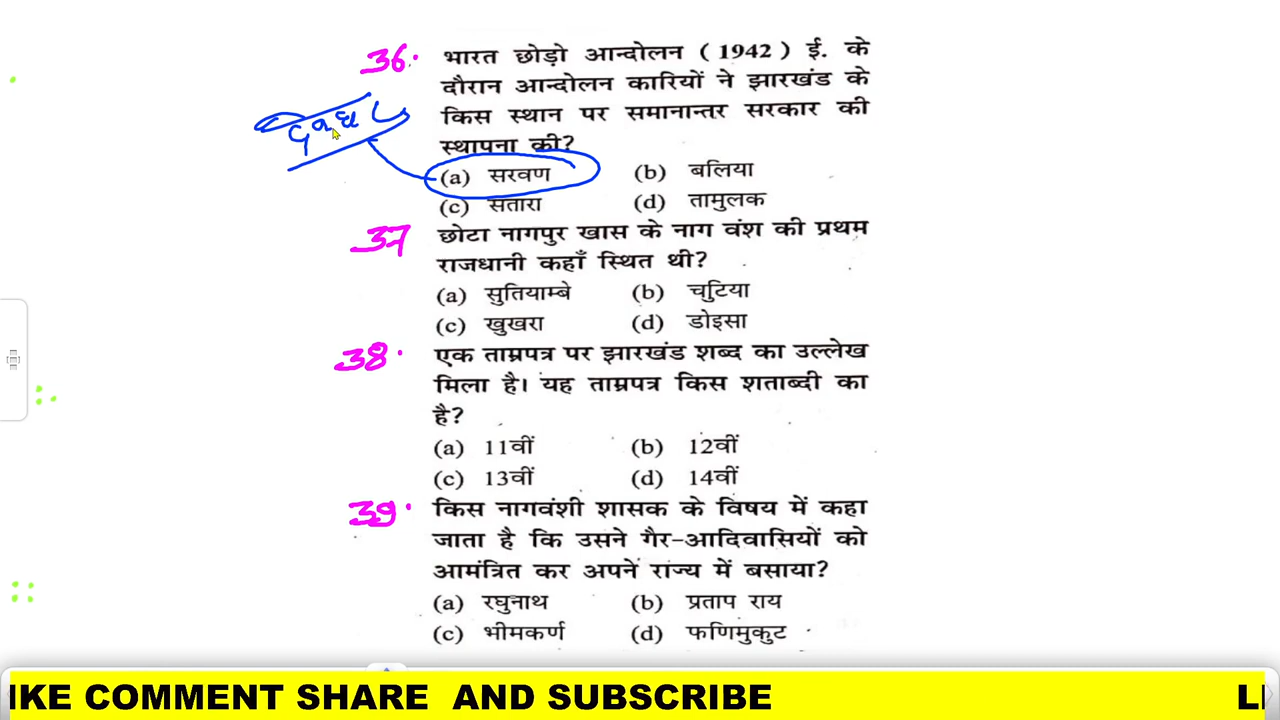 36.
भारत छोड़ो आन्दोलन ( 1942 ) ई. के
दौरान आन्दोलन कारियों ने झारखंड के
किस स्थान पर समानान्तर सरकार की
स्थापना की?
(a) सरवण (b) बलिया
(c) सतारा (d) तामुलक
37
छोटा नागपुर खास के नाग वंश की प्रथम
राजधानी कहाँ स्थित थी?
(a) सुतियाम्बे (b) चुटिया
(c) खुखरा (d) डोइसा
38.
एक ताम्रपत्र पर झारखंड शब्द का उल्लेख
मिला है। यह ताम्रपत्र किस शताब्दी का
है?
(a) 11वीं (b) 12वीं
(c) 13वीं (d) 14वीं
39.
किस नागवंशी शासक के विषय में कहा
जाता है कि उसने गैर-आदिवासियों को
आमंत्रित कर अपने राज्य में बसाया?
(a) रघुनाथ (b) प्रताप राय
(c) भीमकर्ण (d) फणिमुकुट
IKE COMMENT SHARE AND SUBSCRIBE LI